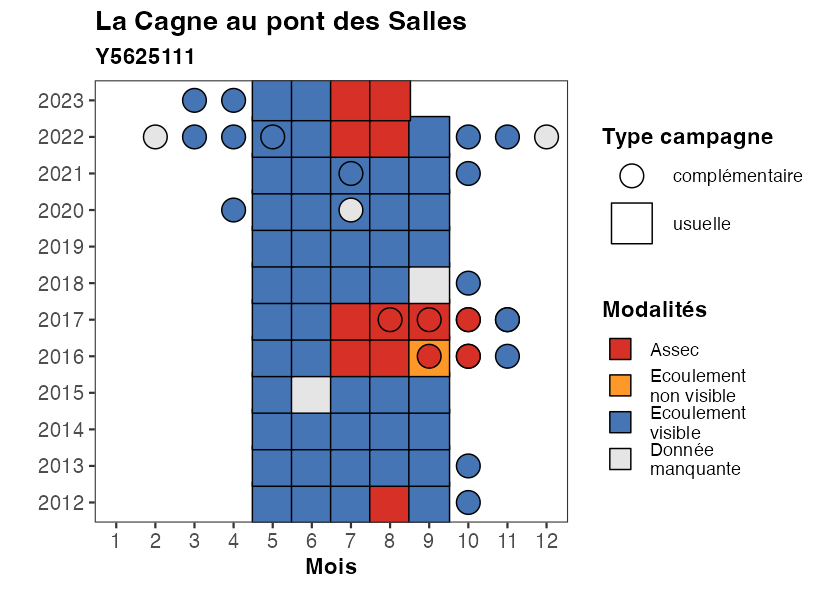 La Cagne au pont des Salles
Y5625111
2023
2022
2021
2020
2019
2018
2017
2016
2015
2014
2013
2012
1 2 3 4 5 6 7 8 9 10 11 12
Mois
Type campagne
complémentaire
usuelle
Modalités
Assec
Ecoulement
non visible
Ecoulement
visible
Donnée
manquante